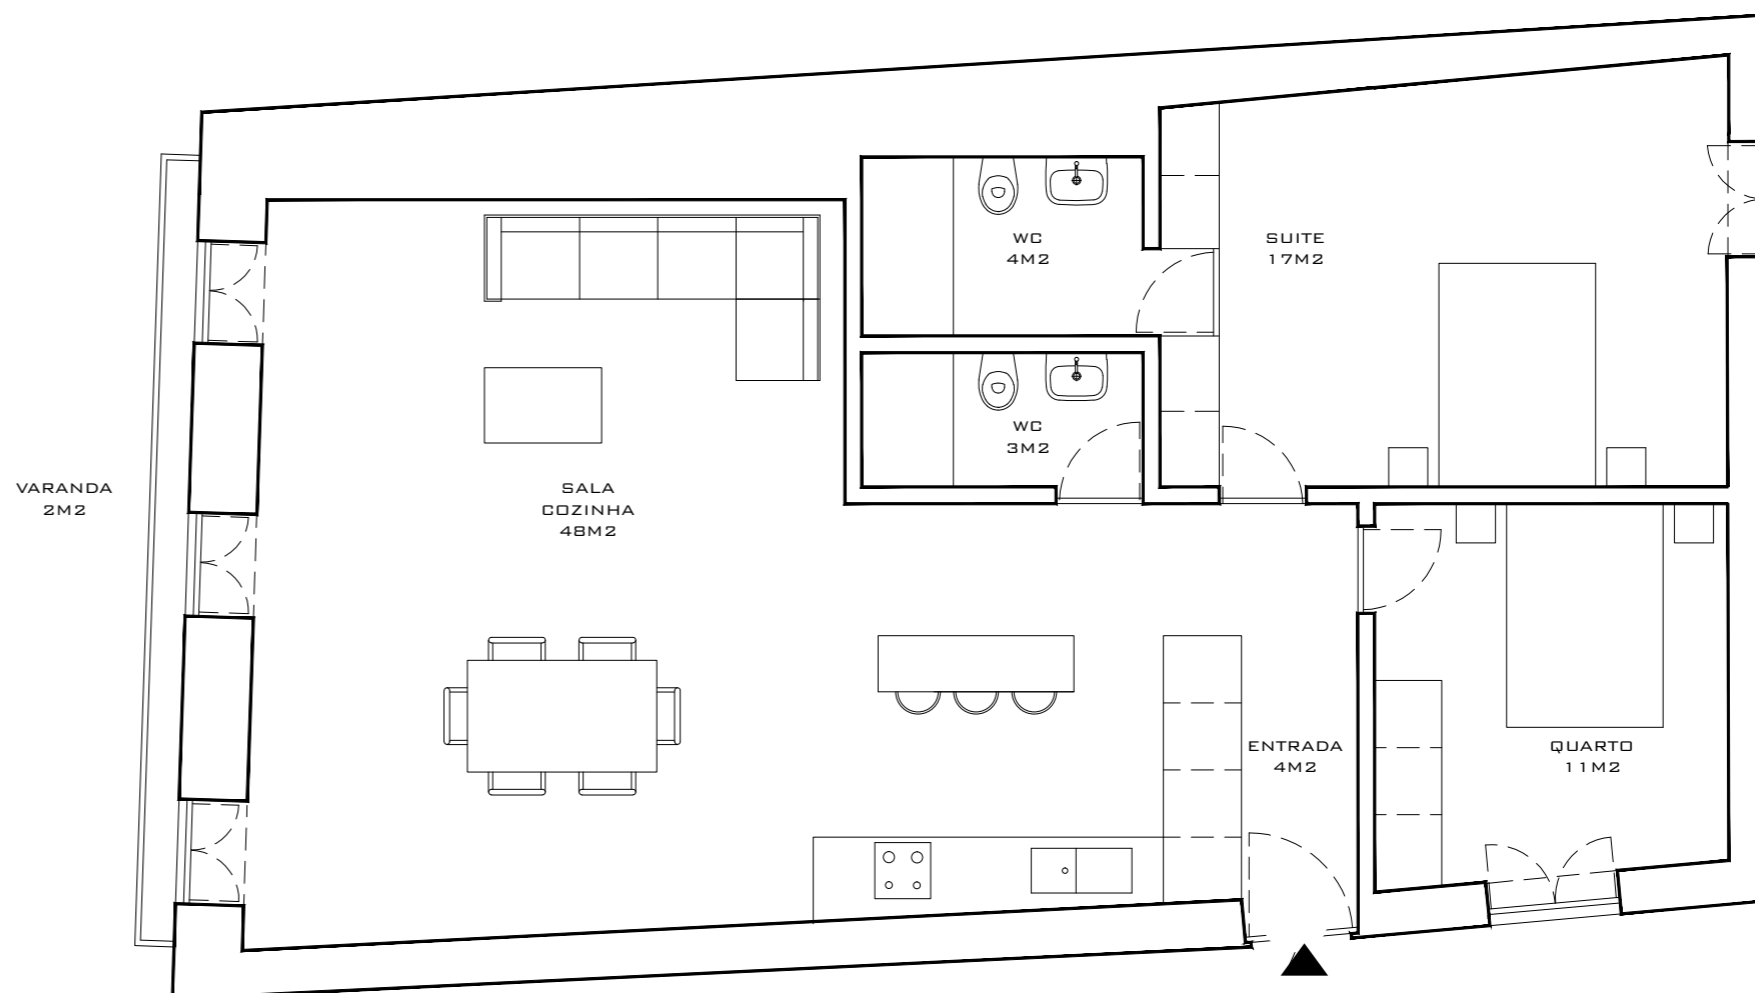 WC
4M2
SUITE
17M2
WC
3M2
VARANDA
2M2
SALA
COZINHA
48M2
ENTRADA
4M2
QUARTO
11M2